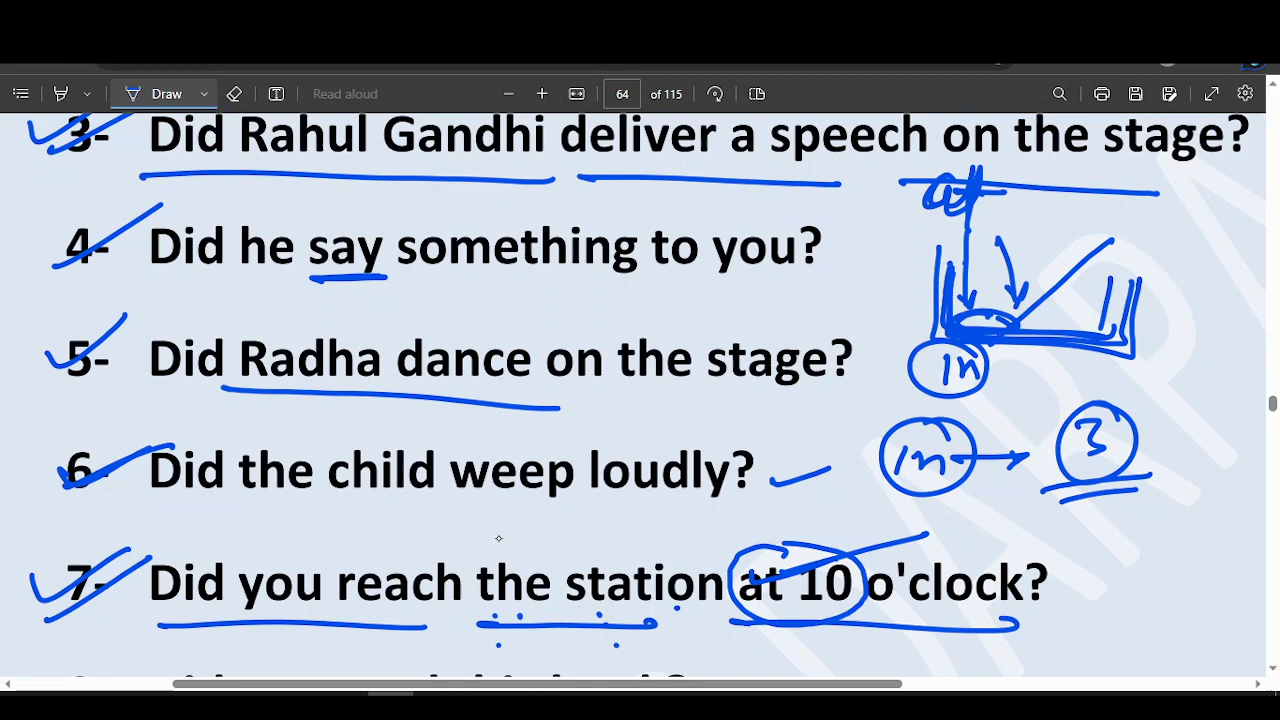 Draw
Read aloud
64 of 115
3- Did Rahul Gandhi deliver a speech on the stage?
at
4- Did he say something to you?
in
5- Did Radha dance on the stage?
6- Did the child weep loudly?
in → 3
7- Did you reach the station at 10 o'clock?